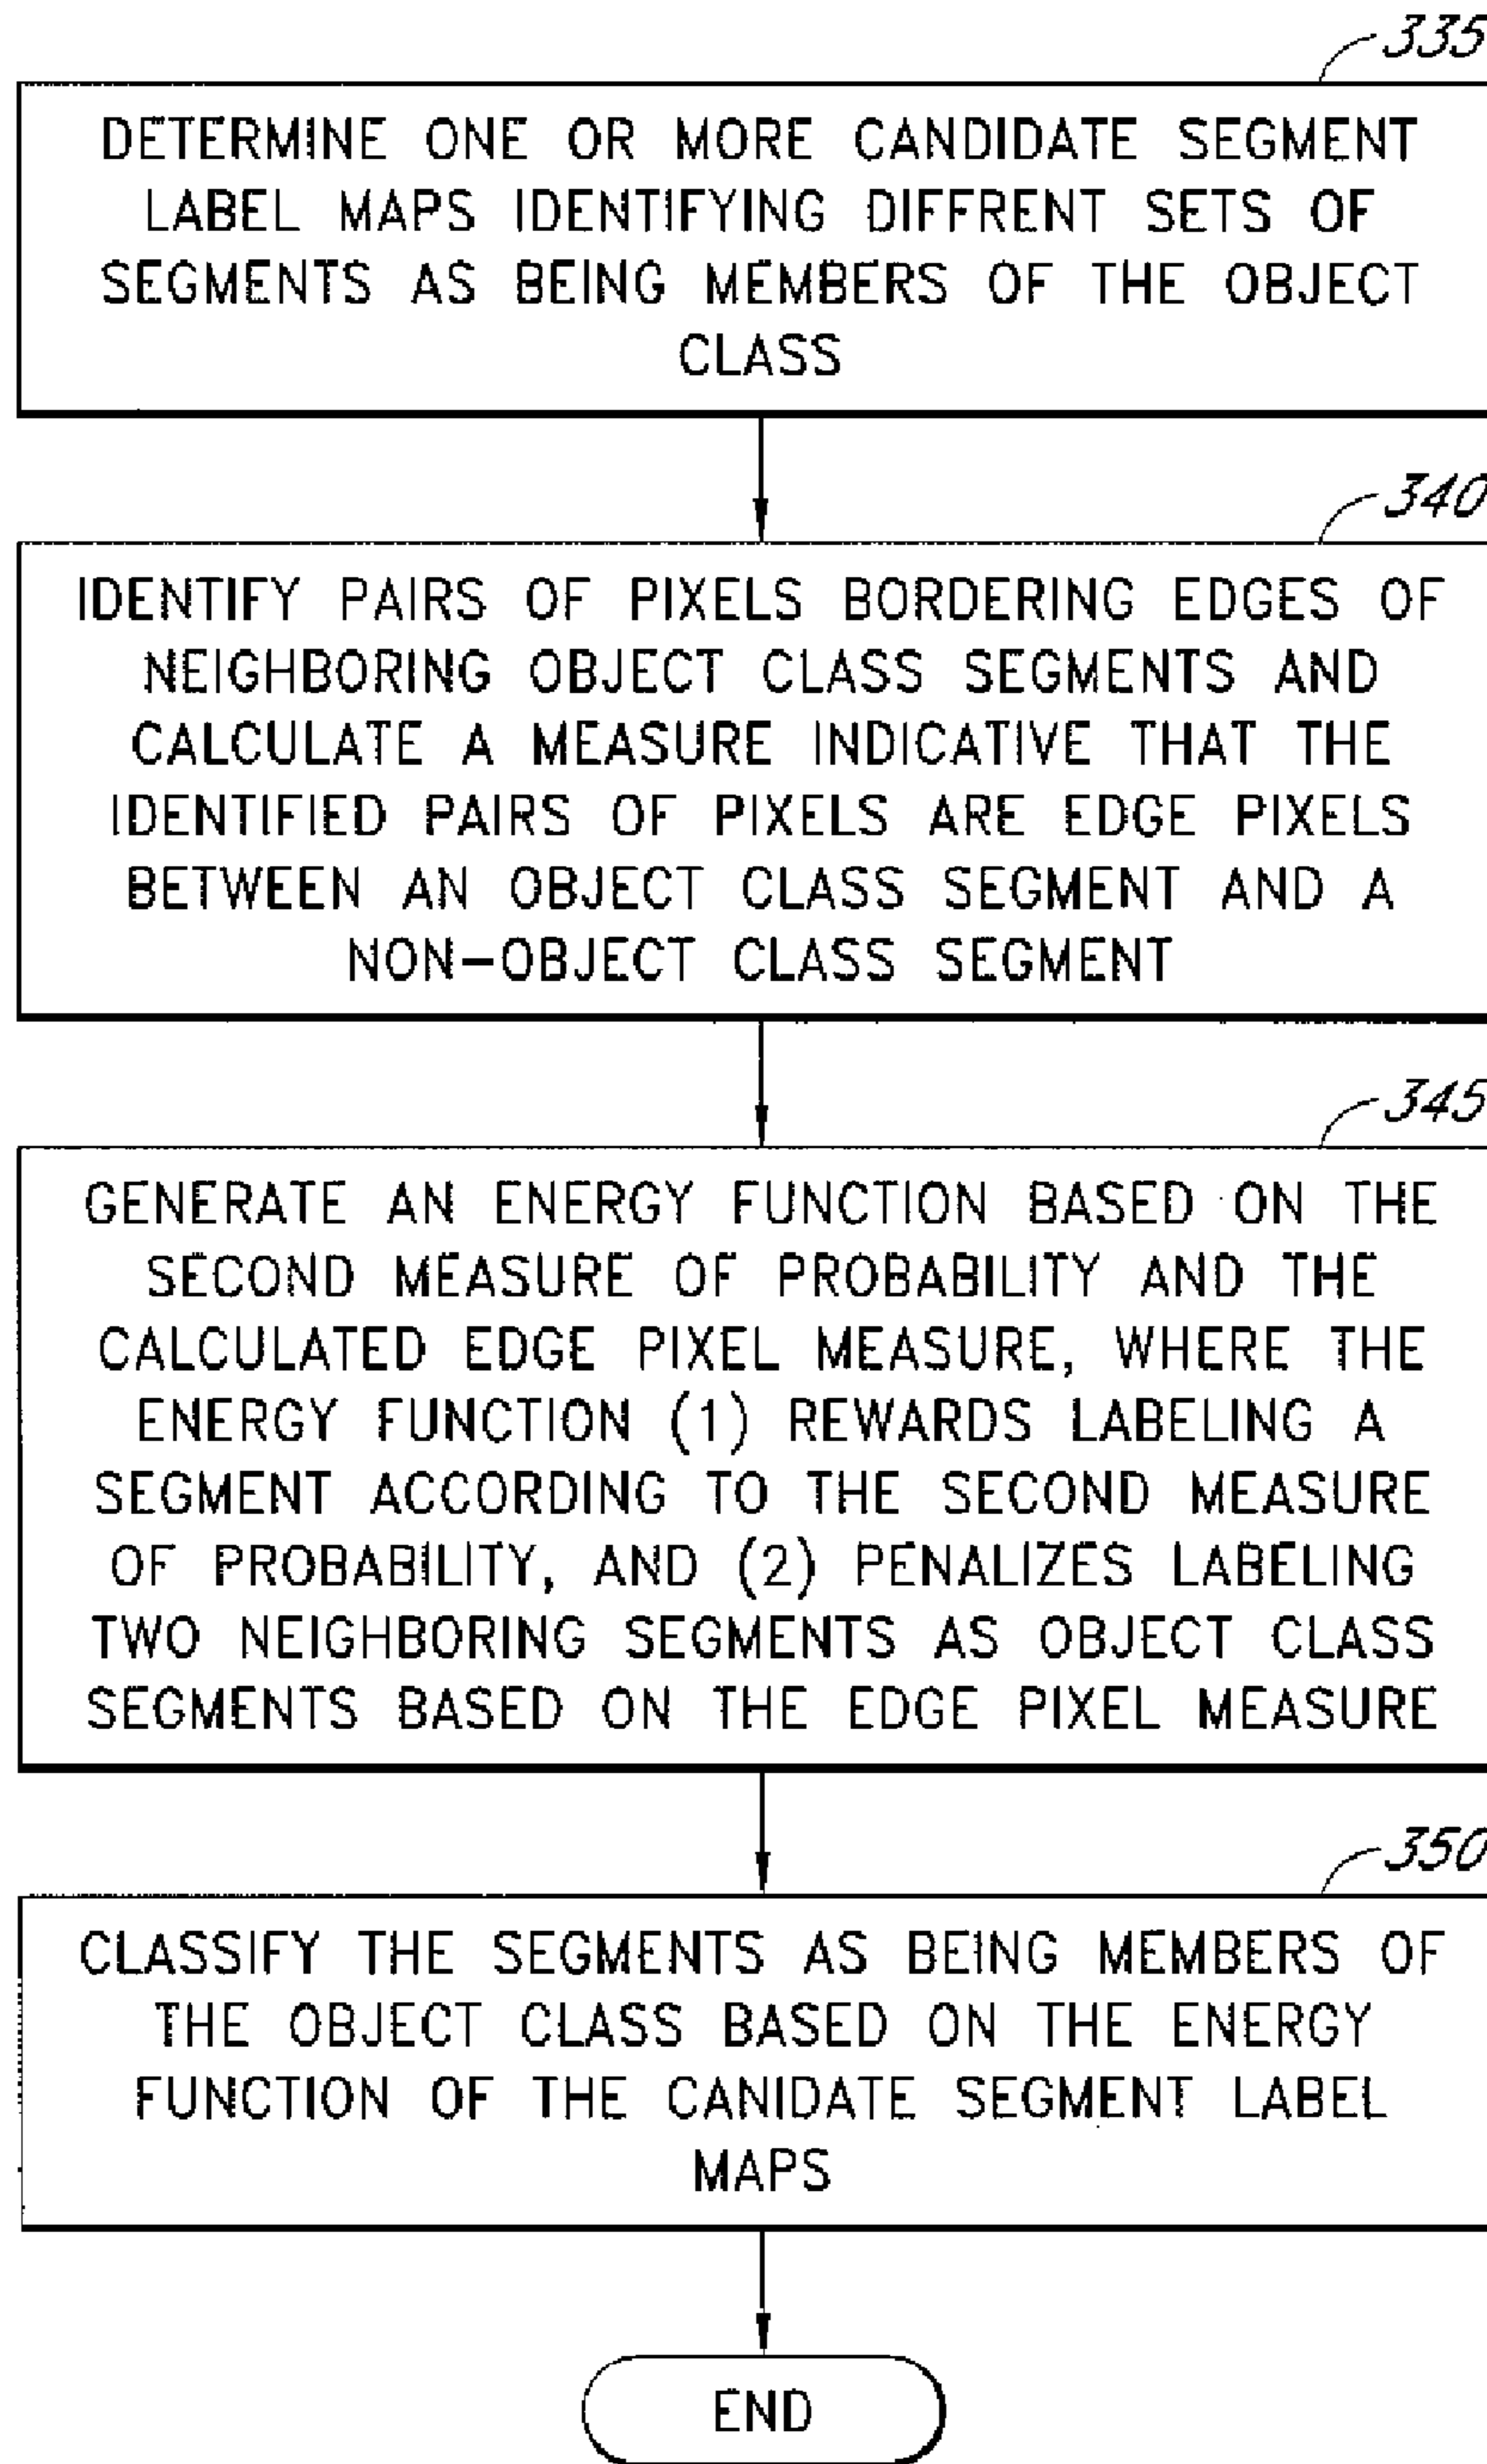 335
DETERMINE ONE OR MORE CANDIDATE SEGMENT
LABEL MAPS IDENTIFYING DIFFRENT SETS OF
SEGMENTS AS BEING MEMBERS OF THE OBJECT
CLASS
340
IDENTIFY PAIRS OF PIXELS BORDERING EDGES OF
NEIGHBORING OBJECT CLASS SEGMENTS AND
CALCULATE A MEASURE INDICATIVE THAT THE
IDENTIFIED PAIRS OF PIXELS ARE EDGE PIXELS
BETWEEN AN OBJECT CLASS SEGMENT AND A
NON-OBJECT CLASS SEGMENT
345
GENERATE AN ENERGY FUNCTION BASED ON THE
SECOND MEASURE OF PROBABILITY AND THE
CALCULATED EDGE PIXEL MEASURE, WHERE THE
ENERGY FUNCTION (1) REWARDS LABELING A
SEGMENT ACCORDING TO THE SECOND MEASURE
OF PROBABILITY, AND (2) PENALIZES LABELING
TWO NEIGHBORING SEGMENTS AS OBJECT CLASS
SEGMENTS BASED ON THE EDGE PIXEL MEASURE
350
CLASSIFY THE SEGMENTS AS BEING MEMBERS OF
THE OBJECT CLASS BASED ON THE ENERGY
FUNCTION OF THE CANIDATE SEGMENT LABEL
MAPS
END